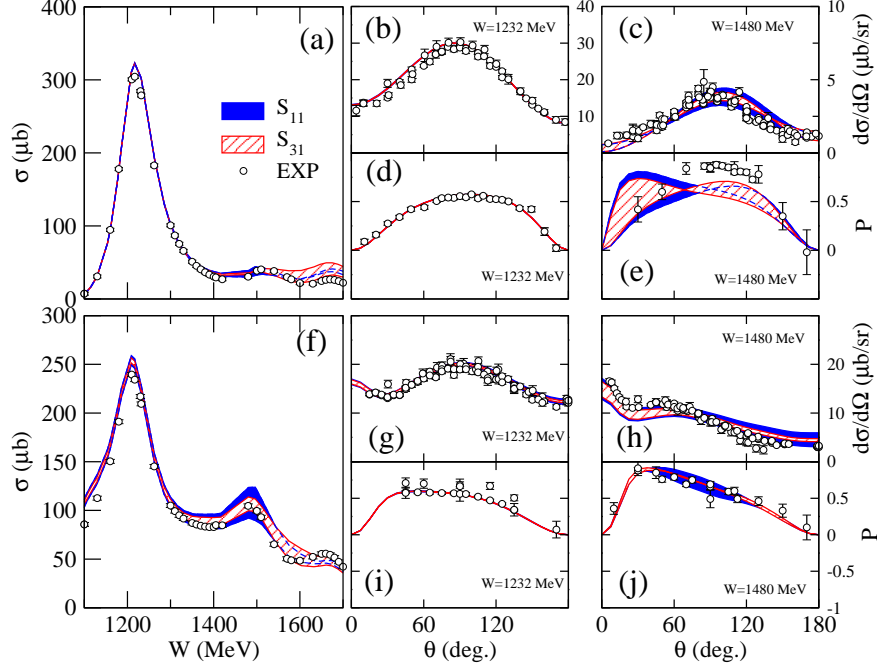 (a)
400
300
200
100
0
σ (μb)
S11
S31
EXP
(b)
W=1232 MeV
40
30
20
10
(c)
W=1480 MeV
10
5
0
dσ/dΩ (μb/sr)
(d)
W=1232 MeV
(e)
W=1480 MeV
0.5
0
P
(f)
300
250
200
150
100
50
0
σ (μb)
1200
1400
1600
W (MeV)
(g)
W=1232 MeV
(h)
W=1480 MeV
20
10
0
dσ/dΩ (μb/sr)
(i)
W=1232 MeV
0
60
120
θ (deg.)
(j)
W=1480 MeV
0.5
0
-0.5
-1
P
0
60
120
180
θ (deg.)